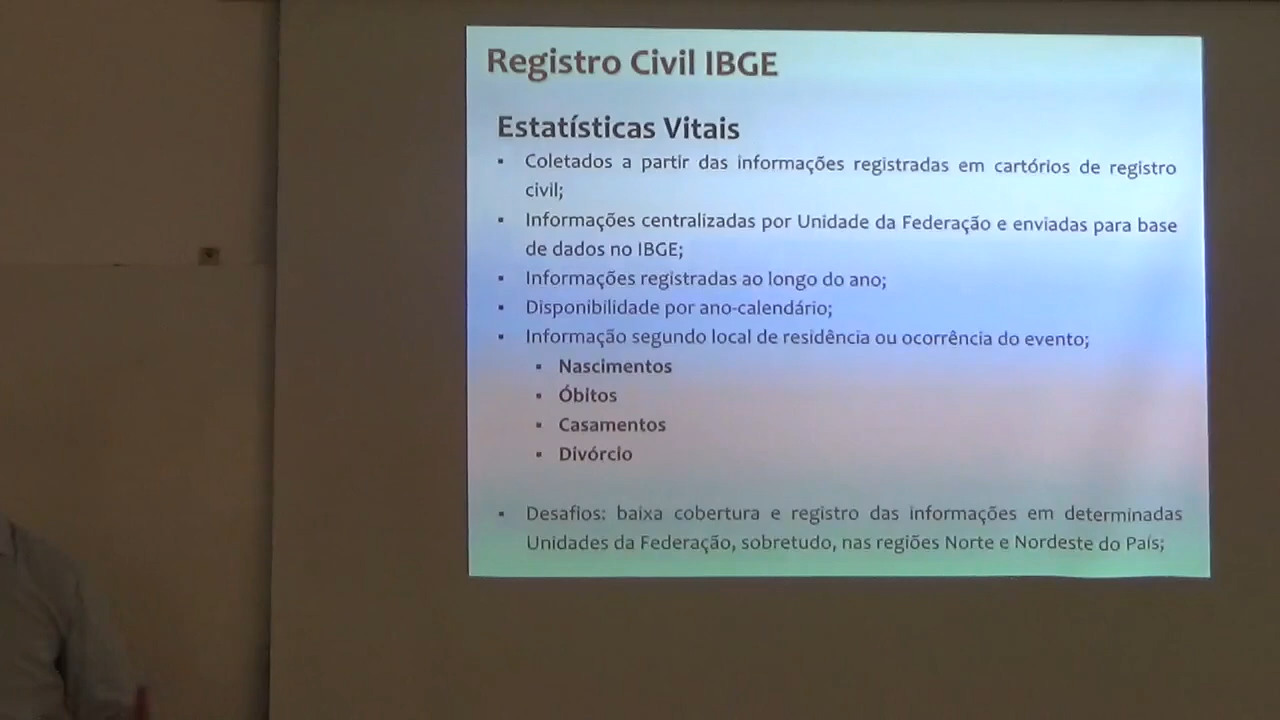 Registro Civil IBGE
Estatísticas Vitais
▪ Coletados a partir das informações registradas em cartórios de registro
civil;
▪ Informações centralizadas por Unidade da Federação e enviadas para base
de dados no IBGE;
▪ Informações registradas ao longo do ano;
▪ Disponibilidade por ano-calendário;
▪ Informação segundo local de residência ou ocorrência do evento;
▪ Nascimentos
▪ Óbitos
▪ Casamentos
▪ Divórcio
▪ Desafios: baixa cobertura e registro das informações em determinadas
Unidades da Federação, sobretudo, nas regiões Norte e Nordeste do País;